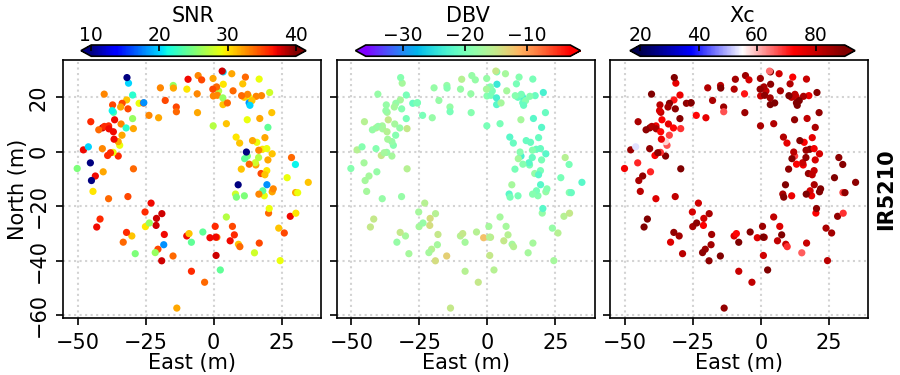 SNR DBV Xc
10 20 30 40 −30 −20 −10 20 40 60 80
20
0
−20
−40
−60
North (m)
IR5210
−50 −25 0 25 −50 −25 0 25 −50 −25 0 25
East (m) East (m) East (m)